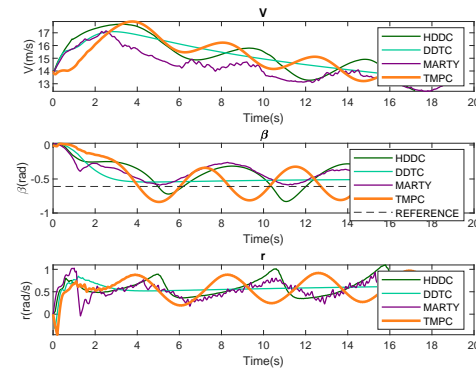 V
V(m/s)
17
16
15
14
13
HDDC
DDTC
MARTY
TMPC
0 2 4 6 8 10 12 14 16 18 20
Time(s)
β
β(rad)
0
-0.5
-1
HDDC
DDTC
MARTY
TMPC
REFERENCE
0 2 4 6 8 10 12 14 16 18 20
Time(s)
r
r(rad/s)
1
0.5
0
HDDC
DDTC
MARTY
TMPC
0 2 4 6 8 10 12 14 16 18 20
Time(s)